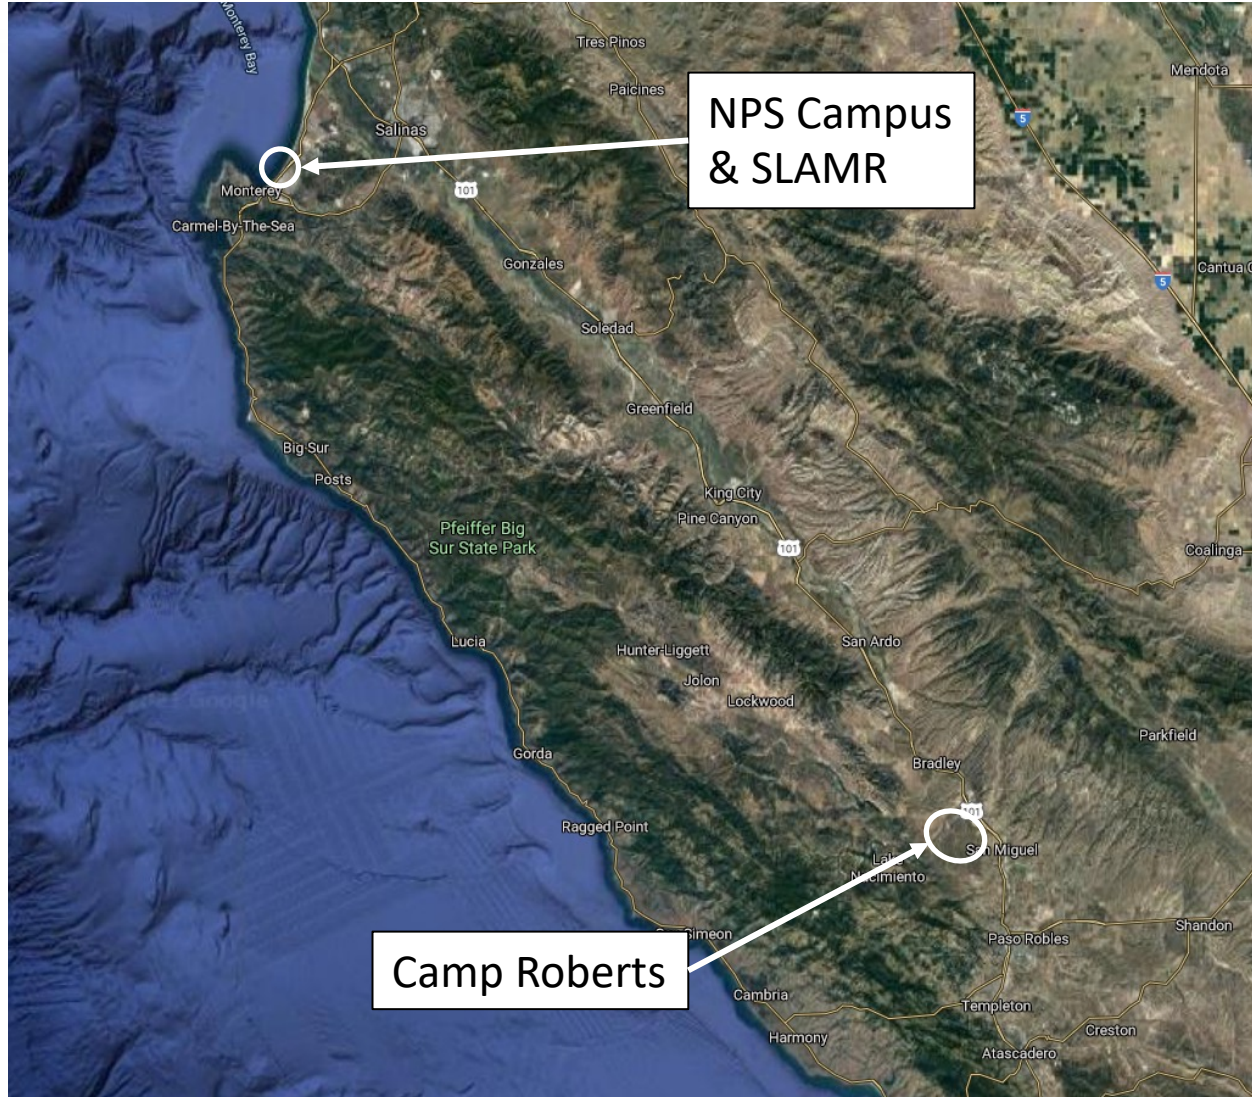 Monterey Bay
Tres Pinos
Mendota
Paicines
NPS Campus
& SLAMR
5
Salinas
Monterey
101
Carmel-By-The-Sea
Gonzales
Cantua
5
Soledad
Greenfield
Big Sur
Posts
King City
Pine Canyon
Pfeiffer Big
Sur State Park
101
Coalinga
Lucia
Hunter-Liggett
San Ardo
Jolon
Lockwood
Parkfield
Gorda
Bradley
101
Ragged Point
San Miguel
Lake
Nacimiento
Shandon
Simeon
Paso Robles
Camp Roberts
Cambria
Templeton
Harmony
Creston
Atascadero